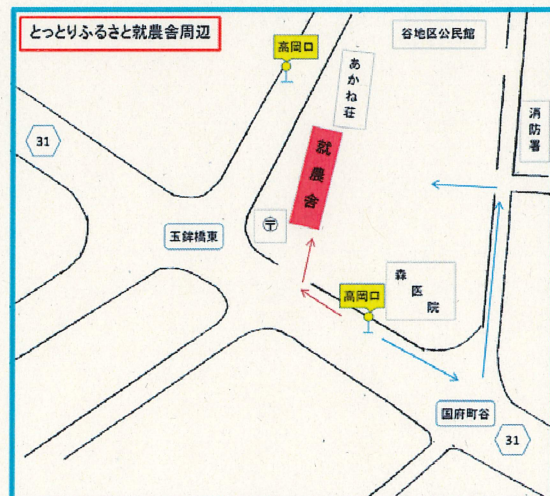 とっとりふるさと就農舎周辺
高岡口
谷地区公民館
あかね荘
消防署
31
就農舎
〒
玉鉾橋東
高岡口
森医院
国府町谷
31